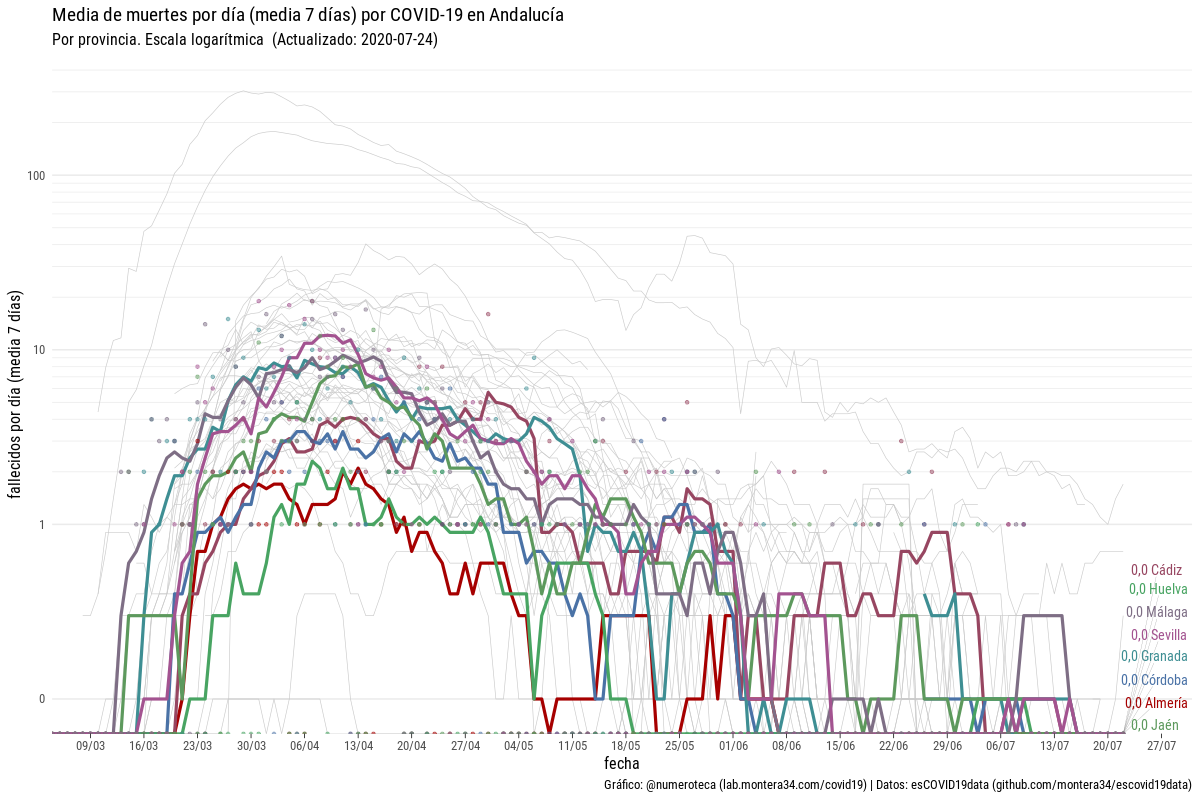 Media de muertes por día (media 7 días) por COVID-19 en Andalucía
Por provincia. Escala logarítmica  (Actualizado: 2020-07-24)
fallecidos por día (media 7 días)
100
10
1
0
0,0 Cádiz
0,0 Huelva
0,0 Málaga
0,0 Sevilla
0,0 Granada
0,0 Córdoba
0,0 Almería
0,0 Jaén
09/03 16/03 23/03 30/03 06/04 13/04 20/04 27/04 04/05 11/05 18/05 25/05 01/06 08/06 15/06 22/06 29/06 06/07 13/07 20/07 27/07
fecha
Gráfico: @numeroteca (lab.montera34.com/covid19) | Datos: esCOVID19data (github.com/montera34/escovid19data)